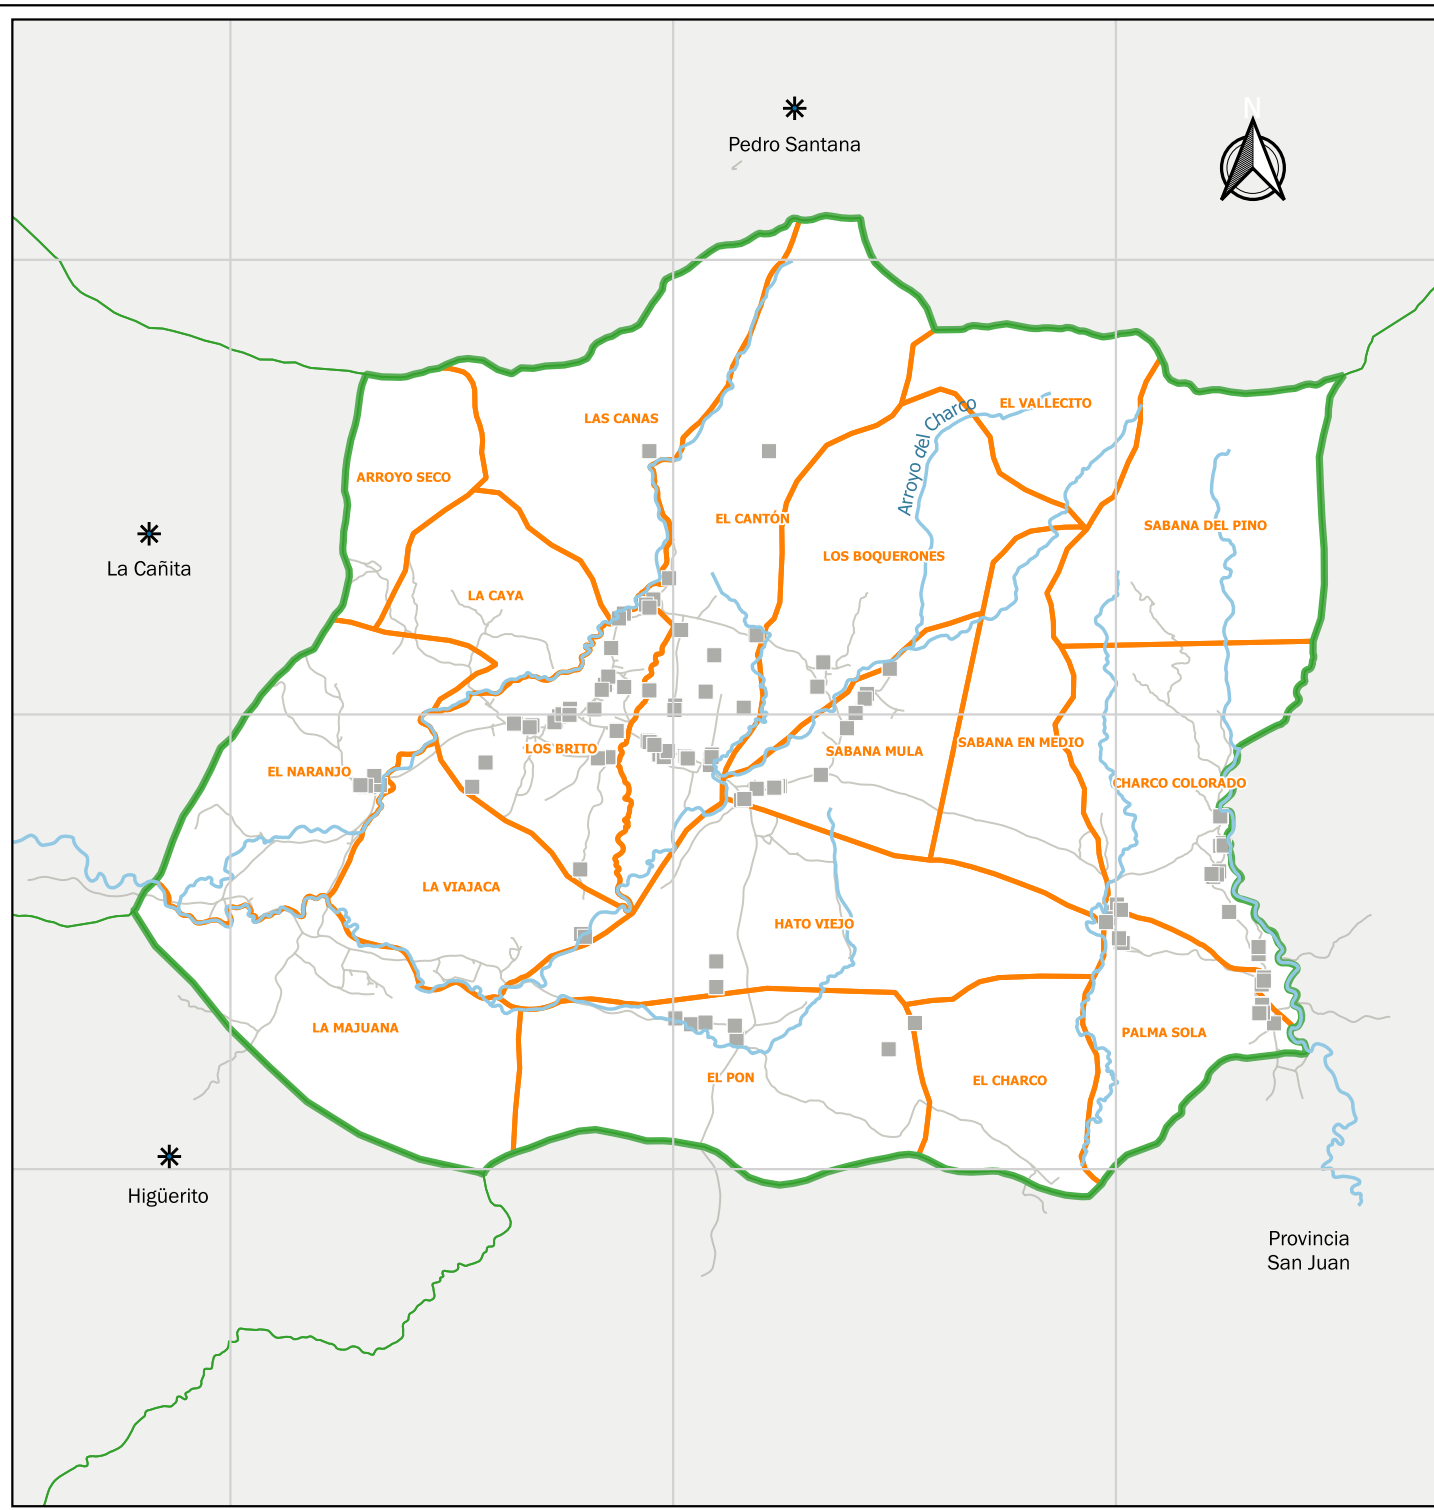 N
Pedro Santana
Arroyo del Charco
EL VALLECITO
LAS CANAS
ARROYO SECO
EL CANTÓN
SABANA DEL PINO
LOS BOQUERONES
La Cañita
LA CAYA
LOS BRITO
SABANA MULA
SABANA EN MEDIO
EL NARANJO
CHARCO COLORADO
LA VIAJACA
HATO VIEJO
LA MAJUANA
PALMA SOLA
EL PON
EL CHARCO
Higüerito
Provincia
San Juan